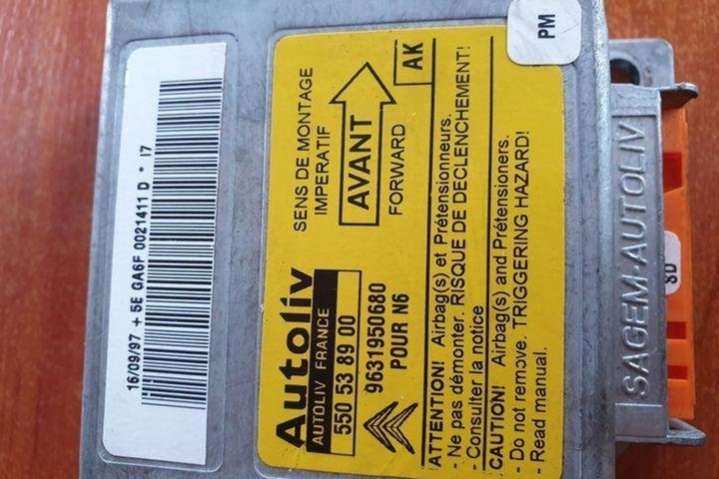 16/09/97 + 5E GA6F 0021411 D * 17
Autoliv
AUTOLIV FRANCE
550 53 89 00
9631950680
POUR N6
SENS DE MONTAGE
IMPERATIF
AVANT
FORWARD
AK
ATTENTION! Airbag(s) et Prétensionneurs.
- Ne pas démonter. RISQUE DE DECLENCHEMENT!
- Consulter la notice
CAUTION! Airbag(s) and Prétensioners.
- Do not remove. TRIGGERING HAZARD!
- Read manual.
PM
SAGEM-AUTOLIV
SD